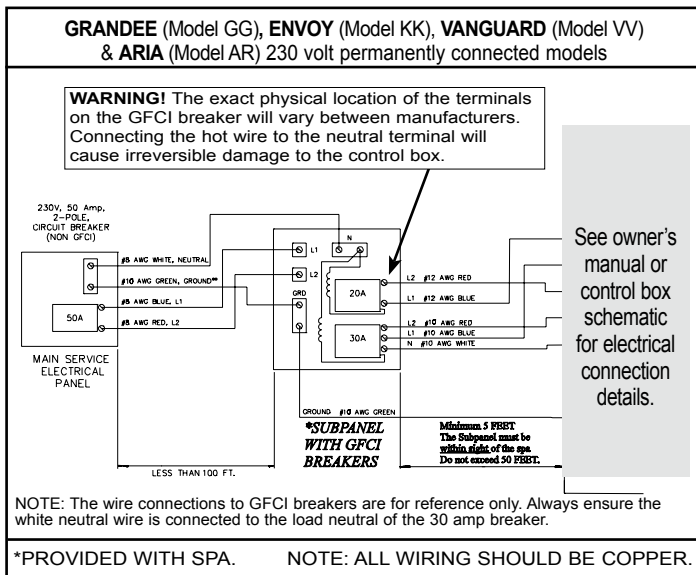 GRANDEE (Model GG), ENVOY (Model KK), VANGUARD (Model VV)
& ARIA (Model AR) 230 volt permanently connected models
WARNING! The exact physical location of the terminals
on the GFCI breaker will vary between manufacturers.
Connecting the hot wire to the neutral terminal will
cause irreversible damage to the control box.
230V, 50 Amp,
2-POLE,
CIRCUIT BREAKER
(NON GFCI)
#8 AWG WHITE, NEUTRAL
#10 AWG GREEN, GROUND**
#8 AWG BLUE, L1
#8 AWG RED, L2
50A
MAIN SERVICE
ELECTRICAL
PANEL
L1
N
L2
GRD
20A
30A
L2 #12 AWG RED
L1 #12 AWG BLUE
L2 #10 AWG RED
L1 #10 AWG BLUE
N #10 AWG WHITE
See owner's
manual or
control box
schematic
for electrical
connection
details.
GROUND #10 AWG GREEN
*SUBPANEL
WITH GFCI
BREAKERS
Minimum 5 FEET
The Subpanel must be
within sight of the spa
Do not exceed 50 FEET.
LESS THAN 100 FT.
NOTE: The wire connections to GFCI breakers are for reference only. Always ensure the
white neutral wire is connected to the load neutral of the 30 amp breaker.
*PROVIDED WITH SPA. NOTE: ALL WIRING SHOULD BE COPPER.